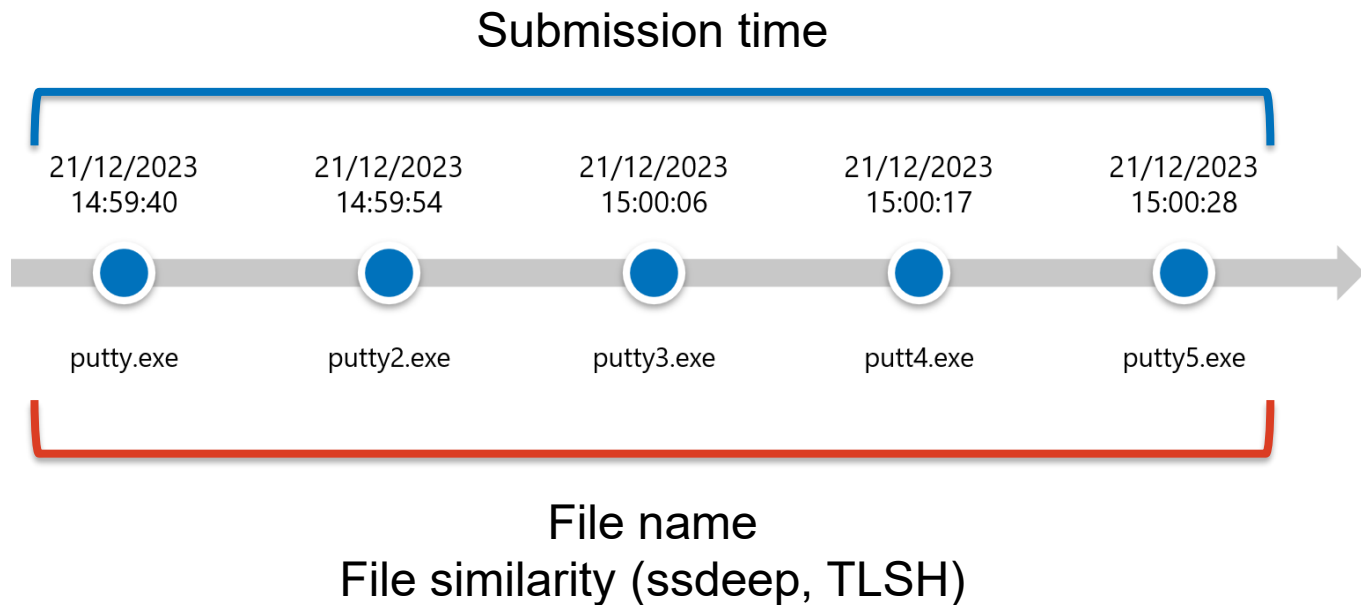 Submission time
21/12/2023
14:59:40
21/12/2023
14:59:54
21/12/2023
15:00:06
21/12/2023
15:00:17
21/12/2023
15:00:28
putty.exe
putty2.exe
putty3.exe
putt4.exe
putty5.exe
File name
File similarity (ssdeep, TLSH)